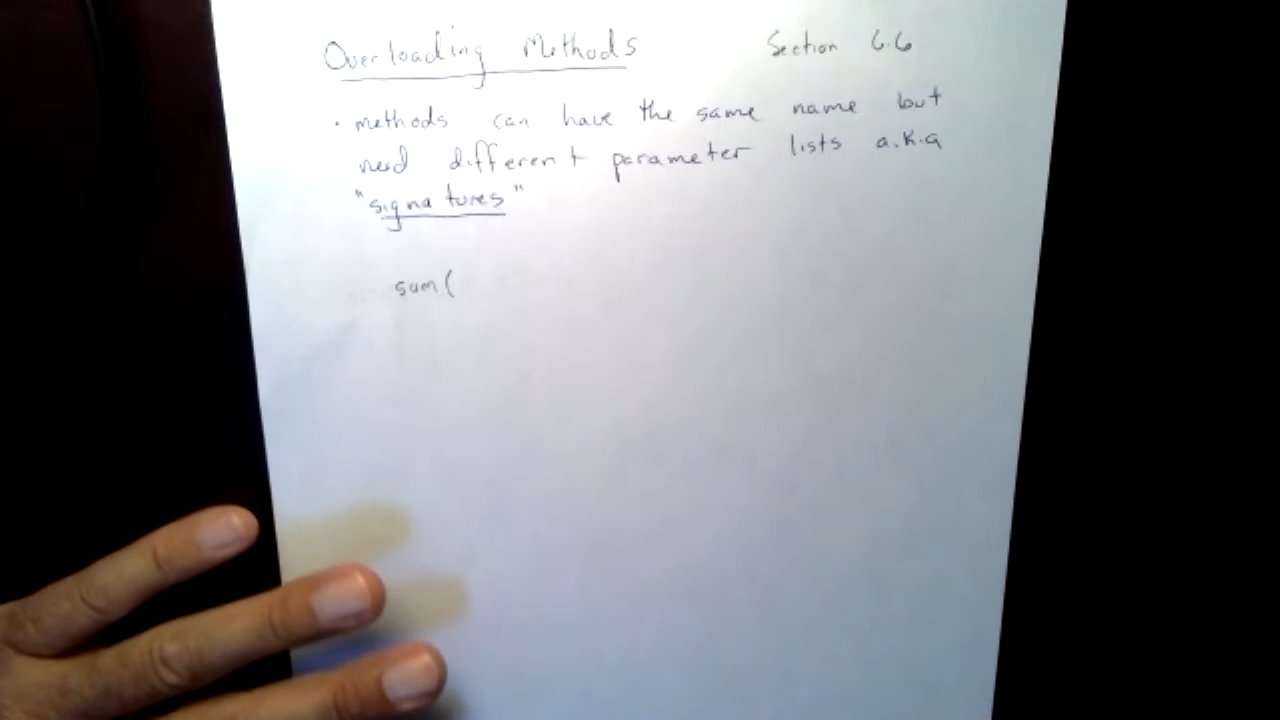 Overloading Methods Section 6.6
• methods can have the same name but
need different parameter lists a.k.a
"signatures"
sum(